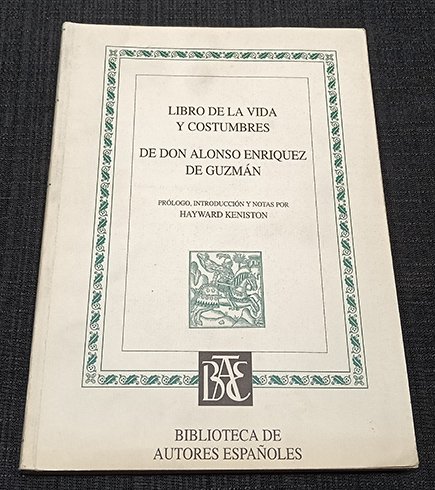 LIBRO DE LA VIDA
Y COSTUMBRES
DE DON ALONSO ENRIQUEZ
DE GUZMÁN
PRÓLOGO, INTRODUCCIÓN Y NOTAS POR
HAYWARD KENISTON
BAE
BIBLIOTECA DE
AUTORES ESPAÑOLES